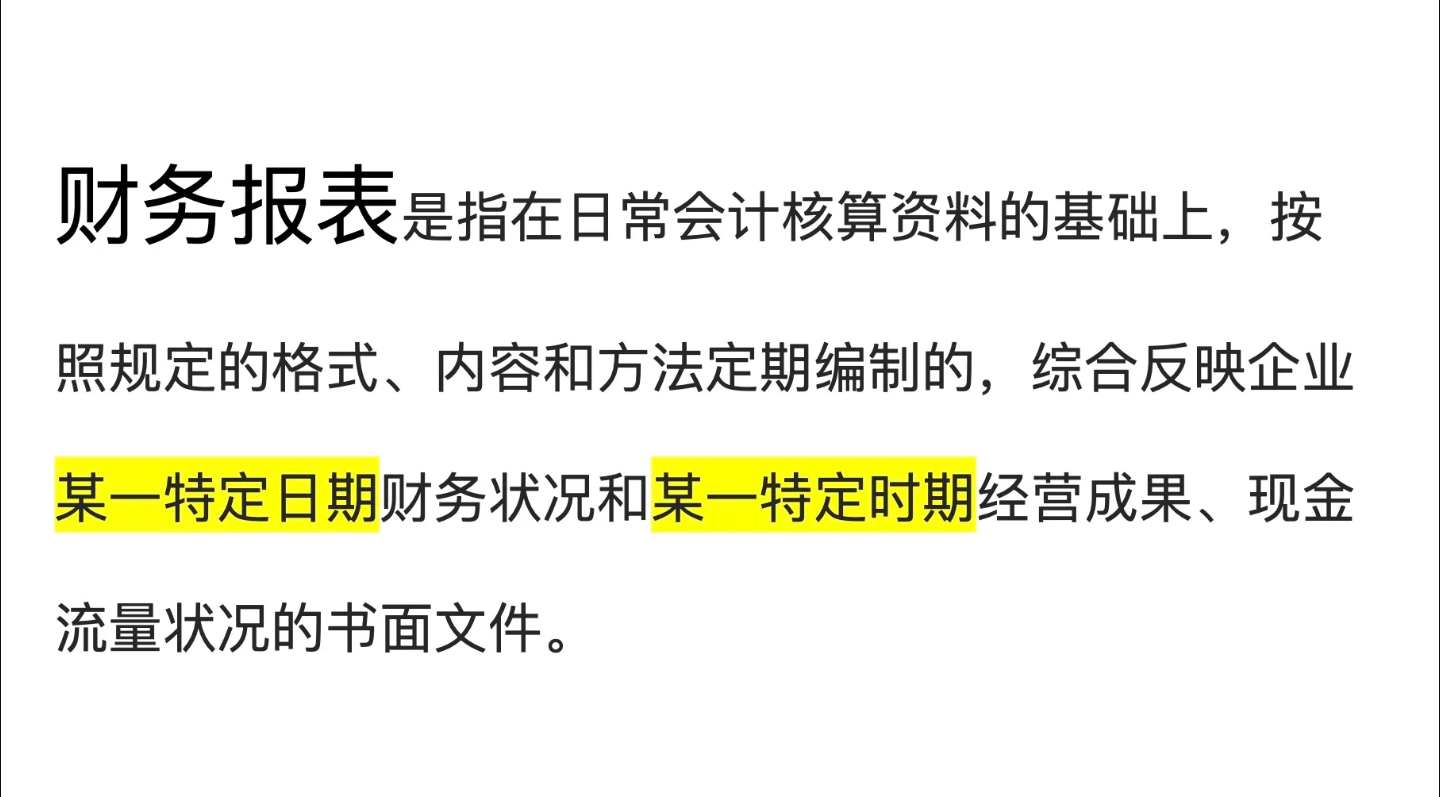 财务报表是指在日常会计核算资料的基础上，按
照规定的格式、内容和方法定期编制的，综合反映企业
某一特定日期财务状况和某一特定时期经营成果、现金
流量状况的书面文件。